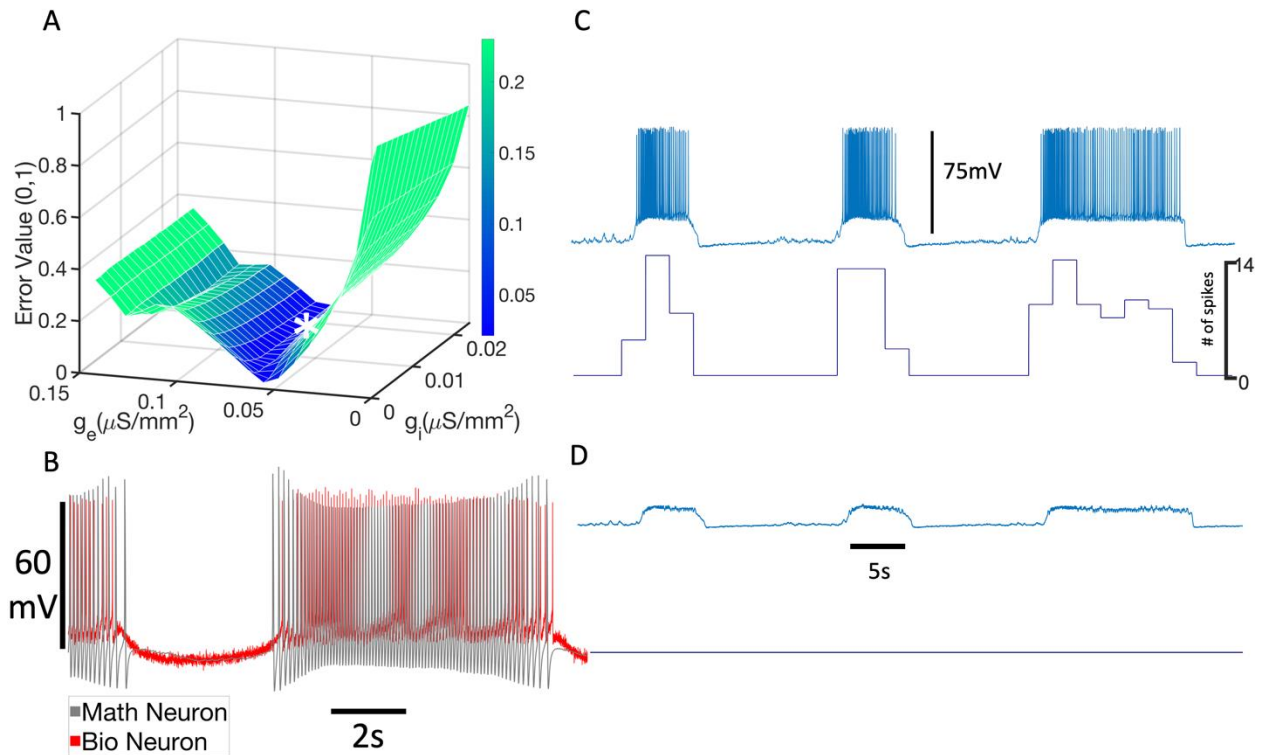 A
Error Value (0,1)
1
0.8
0.6
0.4
0.2
0
0.15
0.1
0.05
0
g_e(μS/mm²)
0
0.01
0.02
g_i(μS/mm²)
0.2
0.15
0.1
0.05
*
B
60
mV
Math Neuron
Bio Neuron
2s
C
75mV
14
# of spikes
0
D
5s